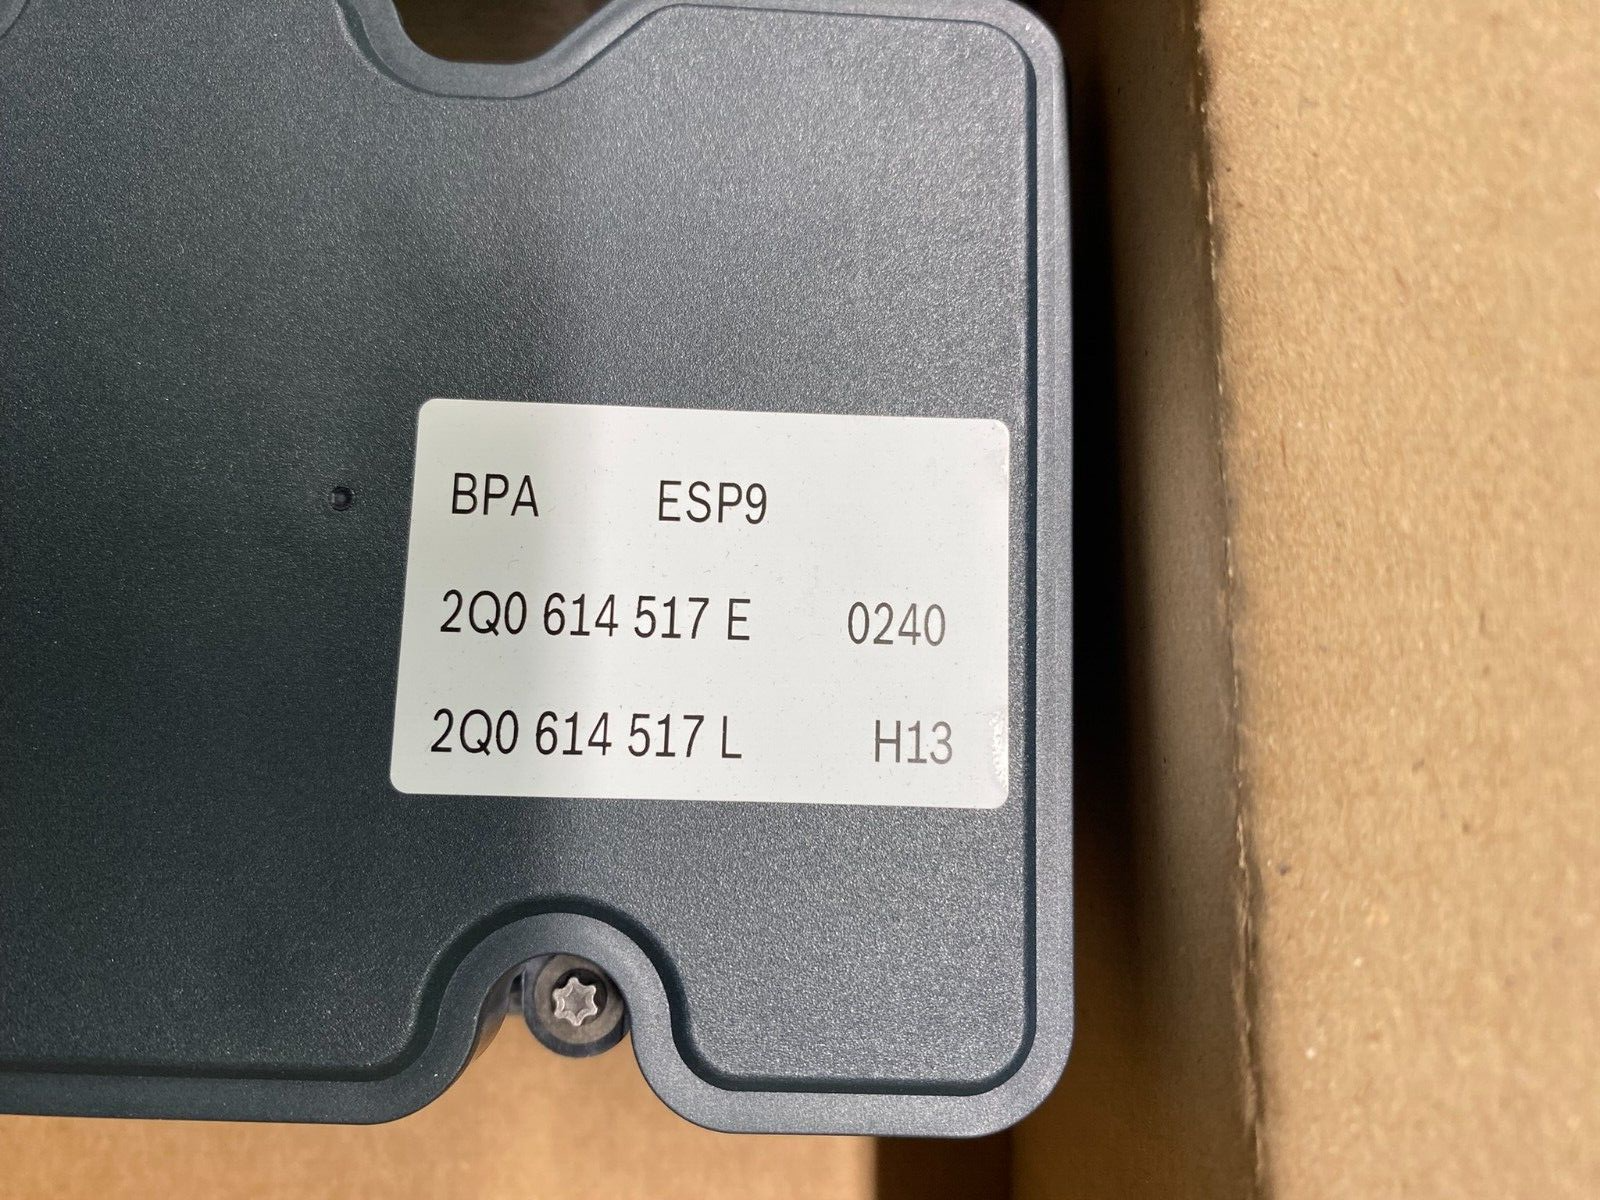 BPA ESP9
2Q0 614 517 E 0240
2Q0 614 517 L H13